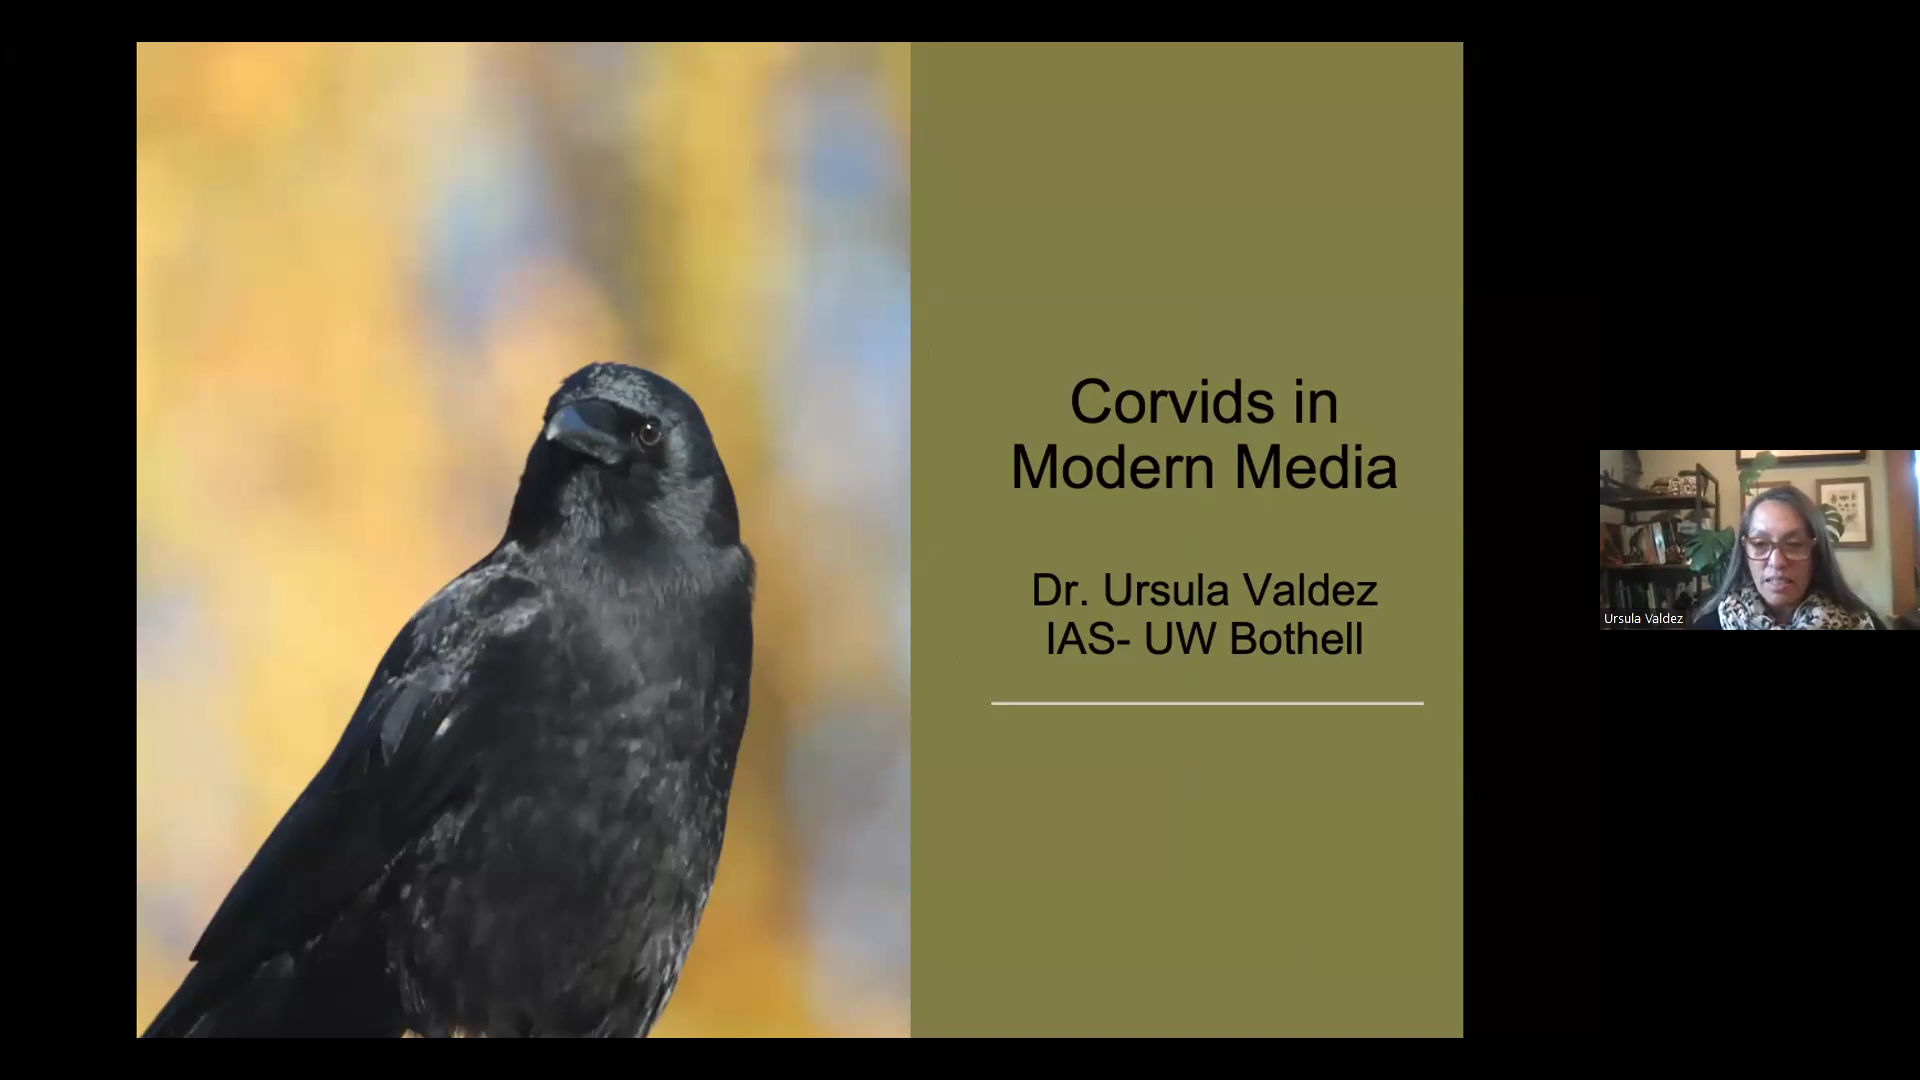 Corvids in
Modern Media
Dr. Ursula Valdez
IAS- UW Bothell
Ursula Valdez